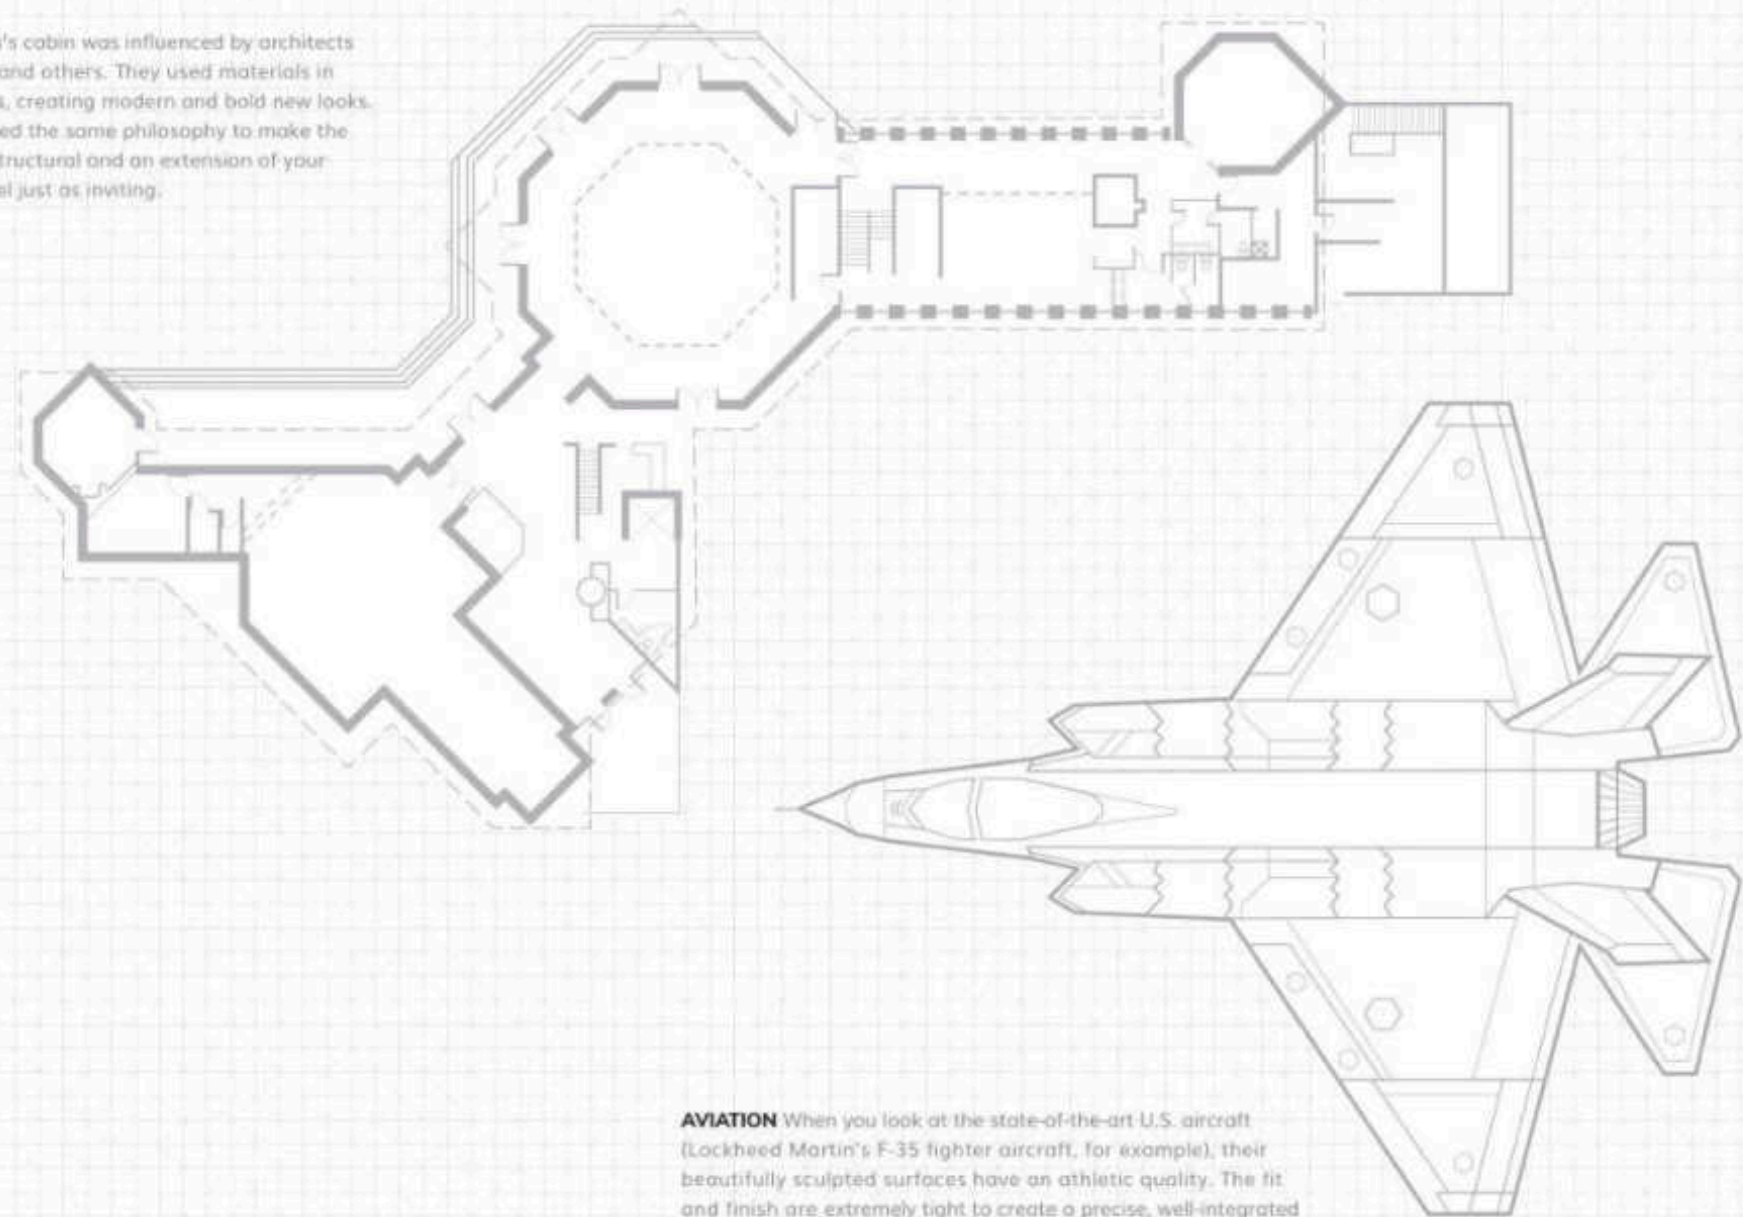 's cabin was influenced by architects
and others. They used materials in
s, creating modern and bold new looks.
ed the same philosophy to make the
structural and an extension of your
el just as inviting.
AVIATION When you look at the state-of-the-art U.S. aircraft
(Lockheed Martin's F-35 fighter aircraft, for example), their
beautifully sculpted surfaces have an athletic quality. The fit
and finish are extremely tight to create a precise, well-integrated